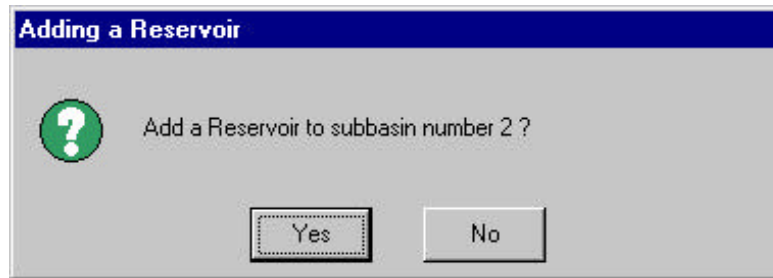 Adding a Reservoir
Add a Reservoir to subbasin number 2 ?
Yes No